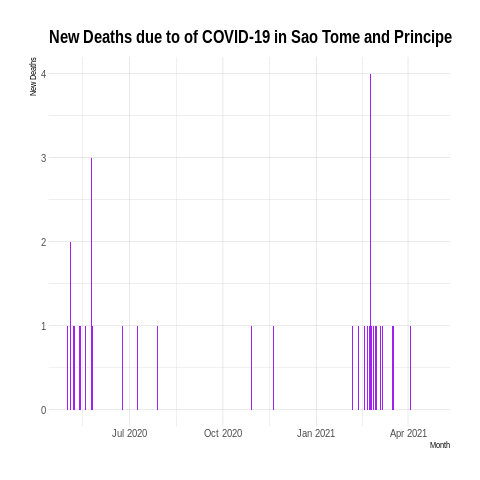 New Deaths due to of COVID-19 in Sao Tome and Principe
New Deaths
4
3
2
1
0
Jul 2020 Oct 2020 Jan 2021 Apr 2021
Month